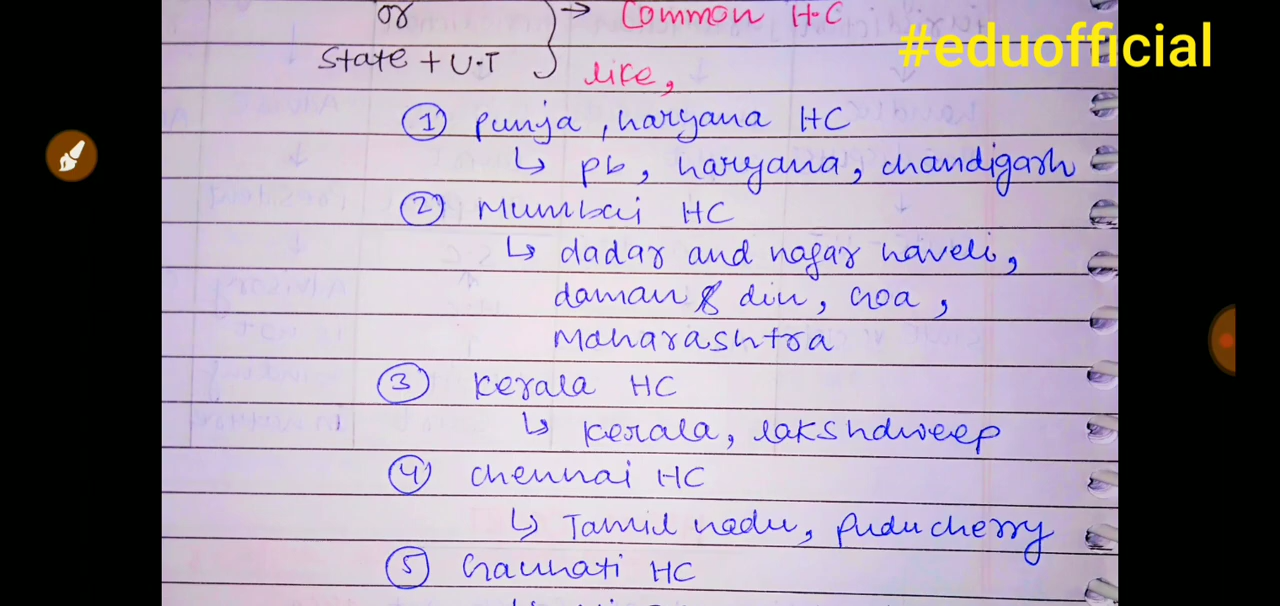 or
State + U.T
→ Common H.C
#eduofficial
like,
① punja, haryana HC
↳ pb, haryana, chandigarh
② Mumbai HC
↳ dadar and nagar haveli,
daman & diu, Goa,
Maharashtra
③ Kerala HC
↳ Kerala, lakshdweep
④ Chennai HC
↳ Tamil nadu, Puducherry
⑤ Gauhati HC